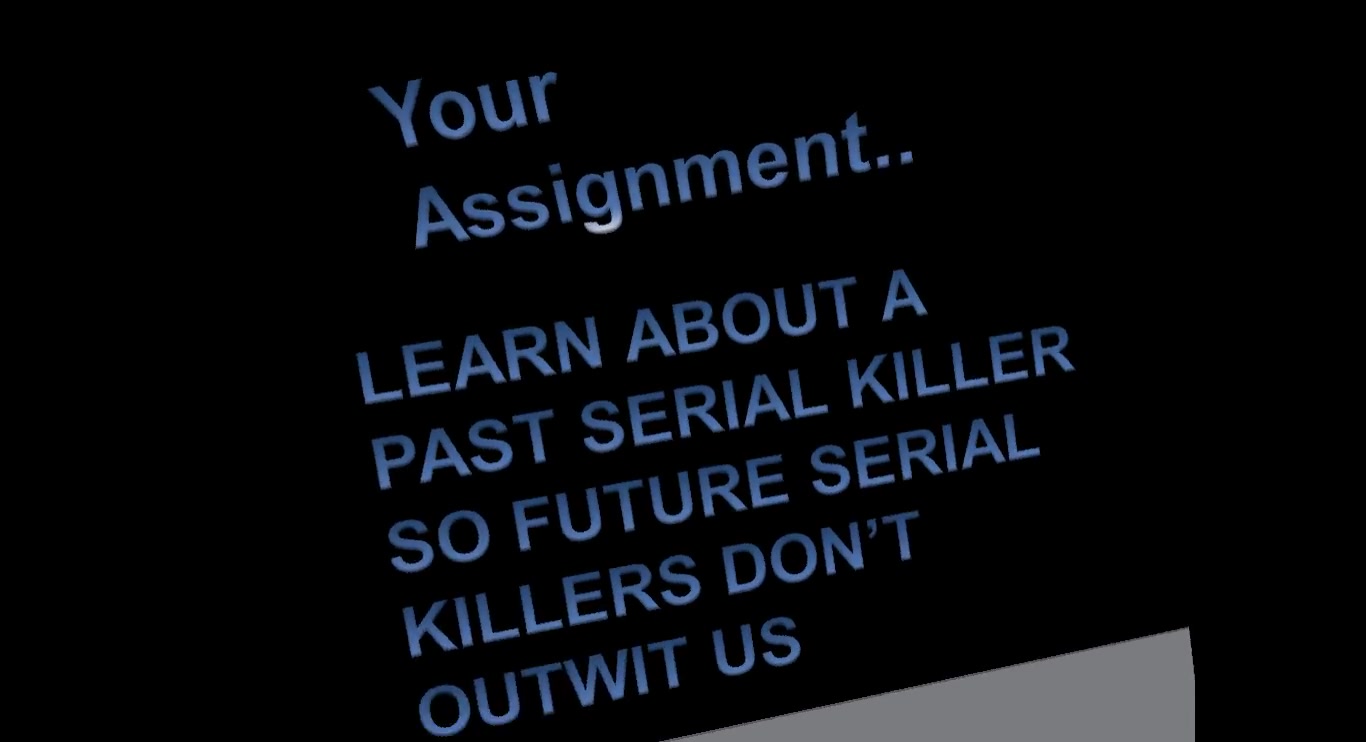 Your
Assignment..
LEARN ABOUT A
PAST SERIAL KILLER
SO FUTURE SERIAL
KILLERS DON’T
OUTWIT US